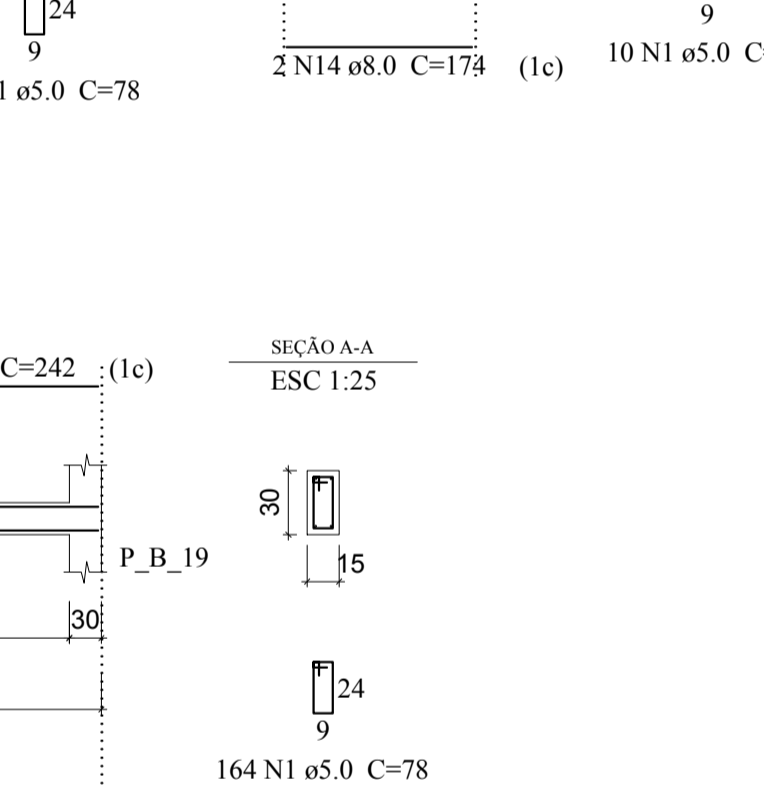 24
9
1 ø5.0 C=78
2 N14 ø8.0 C=174 (1c)
9
10 N1 ø5.0 C=
C=242 (1c)
SEÇÃO A-A
ESC 1:25
30
15
P_B_19
30
24
9
164 N1 ø5.0 C=78